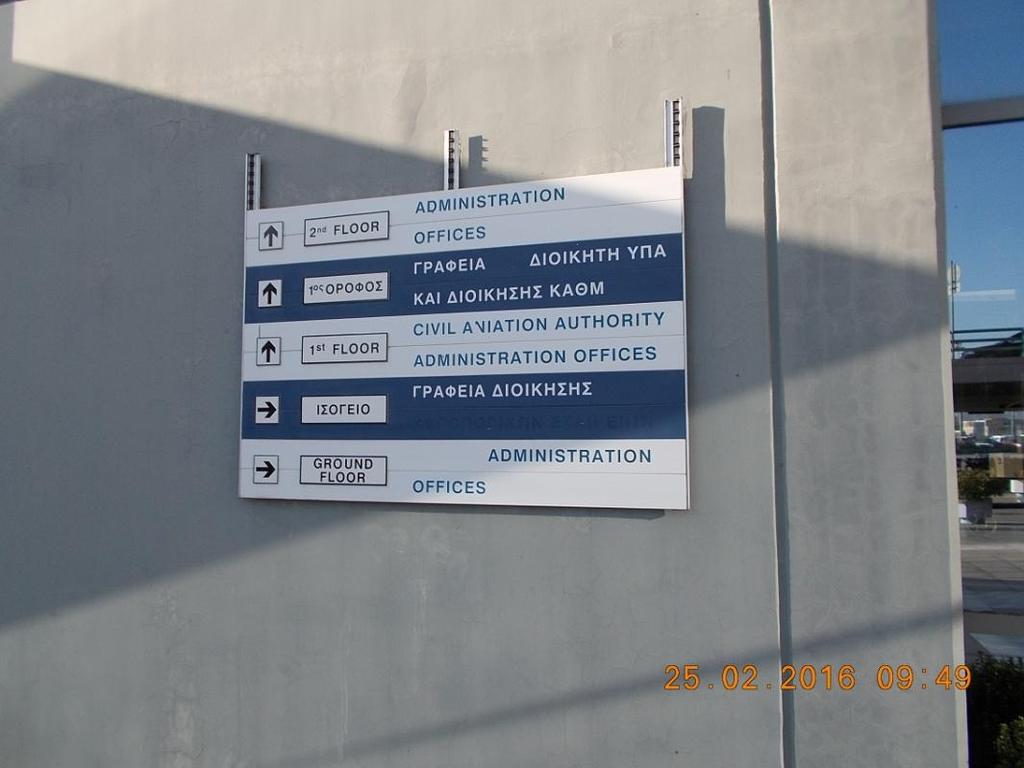 2nd FLOOR
ADMINISTRATION
OFFICES
1ος ΟΡΟΦΟΣ
ΓΡΑΦΕΙΑ ΔΙΟΙΚΗΤΗ ΥΠΑ
ΚΑΙ ΔΙΟΙΚΗΣΗΣ ΚΑΘΜ
1st FLOOR
CIVIL AVIATION AUTHORITY
ADMINISTRATION OFFICES
ΙΣΟΓΕΙΟ
ΓΡΑΦΕΙΑ ΔΙΟΙΚΗΣΗΣ
GROUND
FLOOR
ADMINISTRATION
OFFICES
25.02.2016 09:49